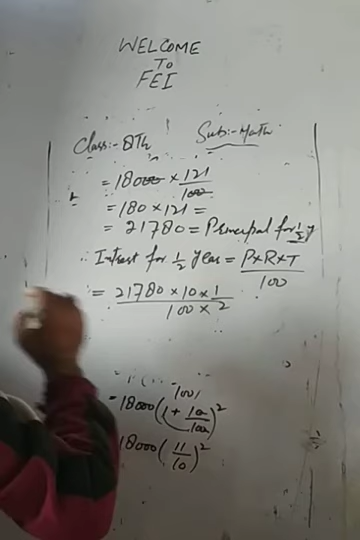 WELCOME
TO
FEI
Class:- 8Th
Sub:- Math
= 18000 × 121/100
= 180 × 121 =
= 21780 = Principal for 1/2 y
∴ Intrest for 1/2 year = P×R×T/100
= 21780 × 10 × 1/100 × 2
= 18000(1 + 10/100)²
18000(11/10)²